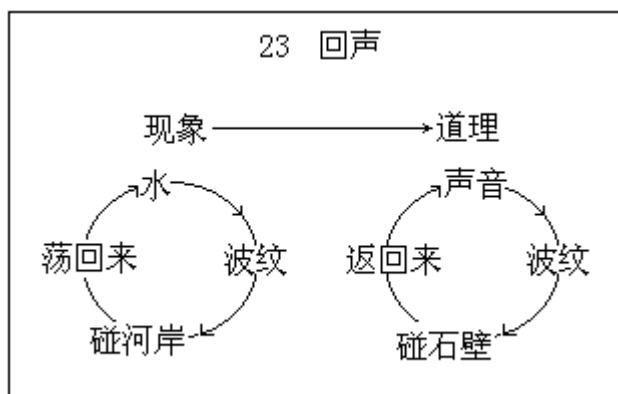 23 回声
现象 道理
水 声音
荡回来 波纹 返回来 波纹
碰河岸 碰石壁